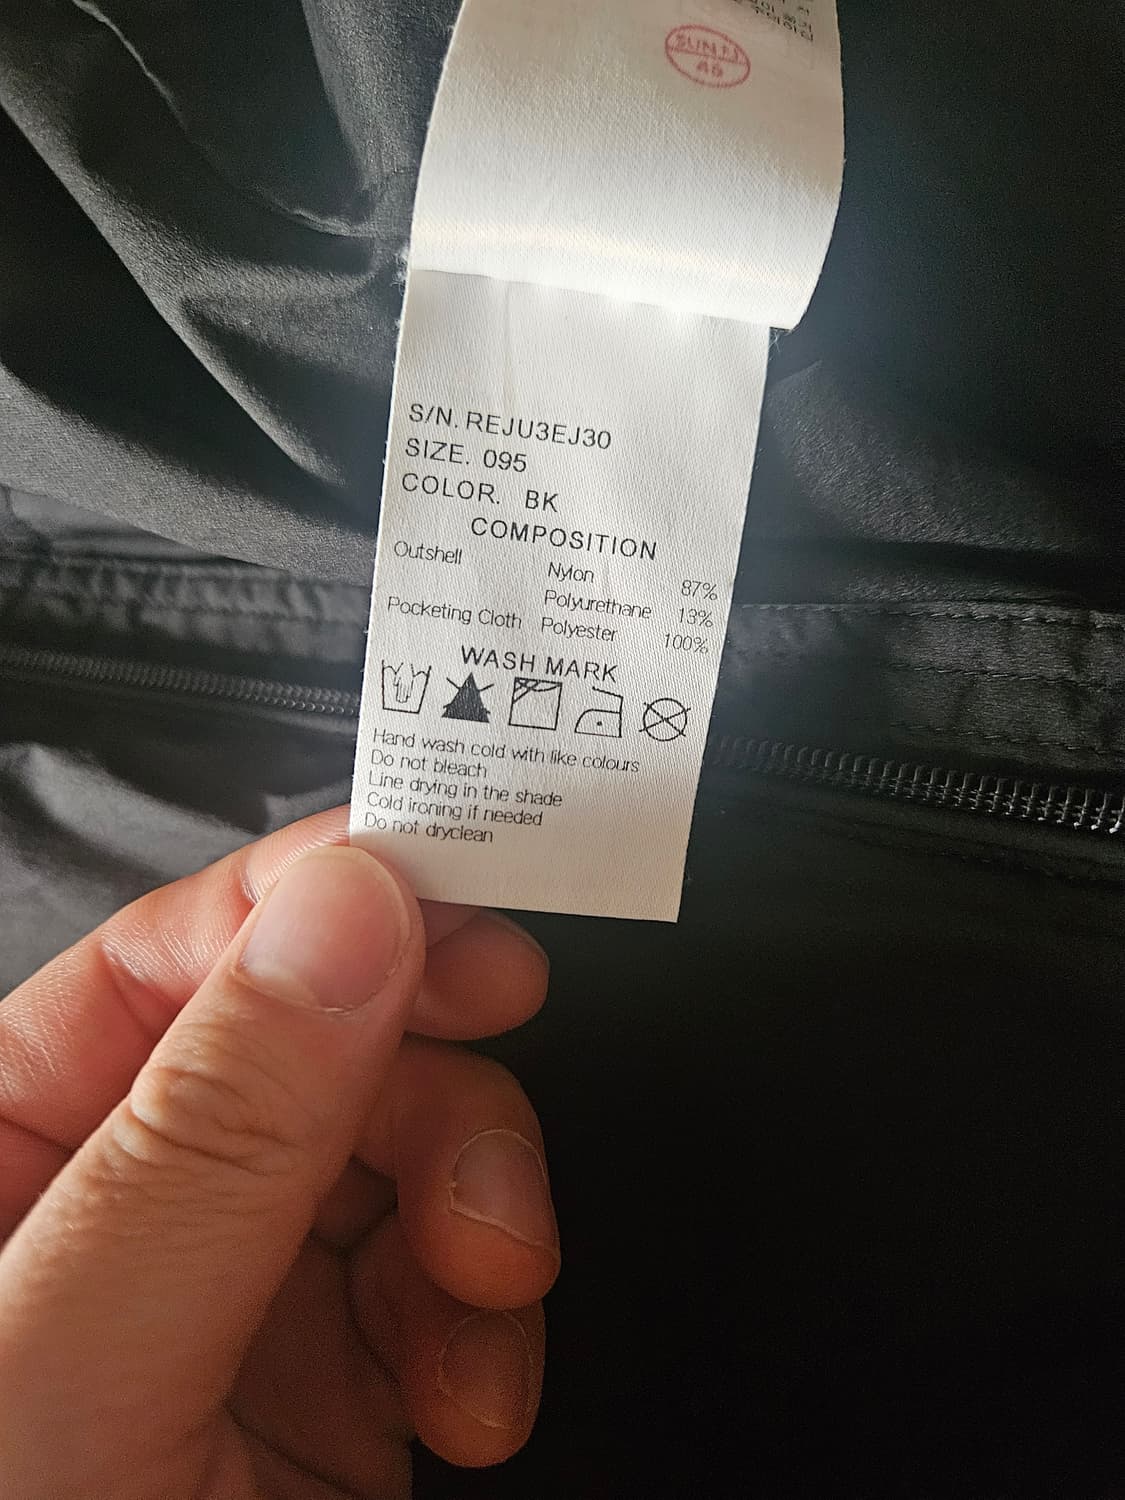 SUN FJ
46
S/N. REJU3EJ30
SIZE. 095
COLOR. BK
COMPOSITION
Outshell Nylon 87%
Polyurethane 13%
Pocketing Cloth Polyester 100%
WASH MARK
Hand wash cold with like colours
Do not bleach
Line drying in the shade
Cold ironing if needed
Do not dryclean